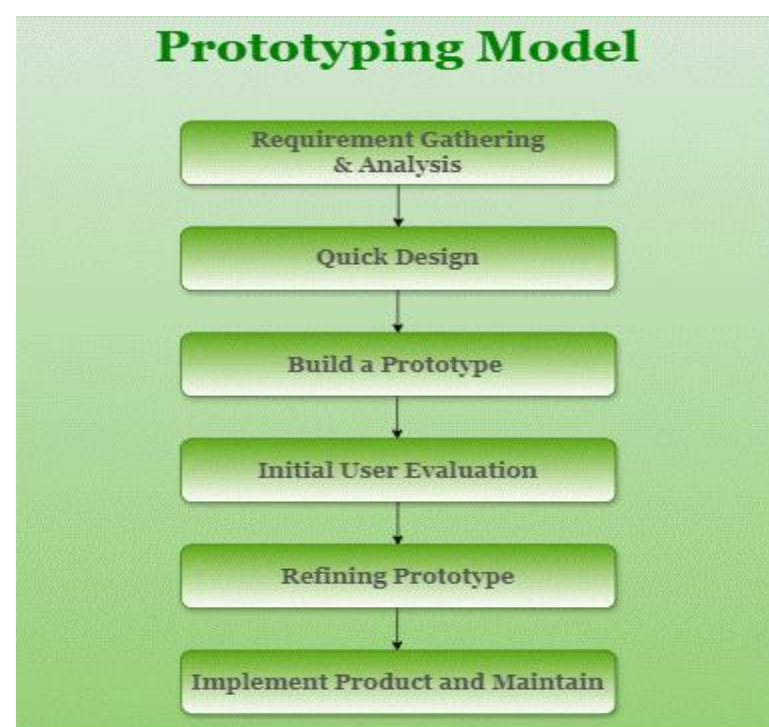 Prototyping Model
Requirement Gathering
& Analysis
Quick Design
Build a Prototype
Initial User Evaluation
Refining Prototype
Implement Product and Maintain